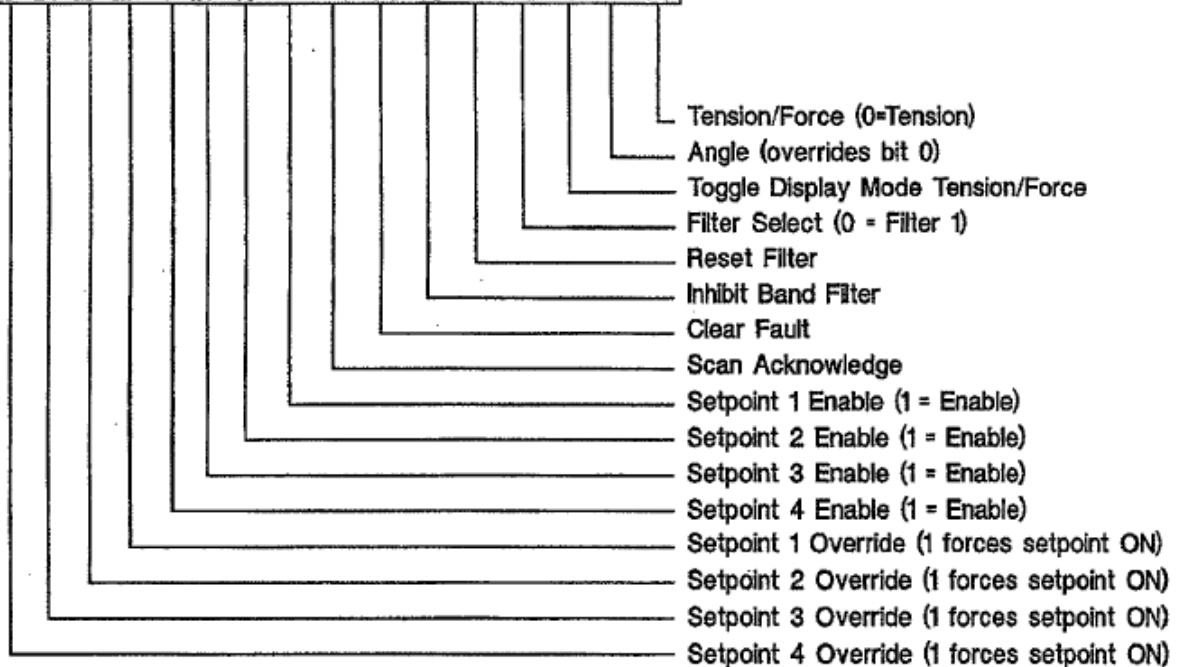 Tension/Force (0=Tension)
Angle (overrides bit 0)
Toggle Display Mode Tension/Force
Filter Select (0 = Filter 1)
Reset Filter
Inhibit Band Filter
Clear Fault
Scan Acknowledge
Setpoint 1 Enable (1 = Enable)
Setpoint 2 Enable (1 = Enable)
Setpoint 3 Enable (1 = Enable)
Setpoint 4 Enable (1 = Enable)
Setpoint 1 Override (1 forces setpoint ON)
Setpoint 2 Override (1 forces setpoint ON)
Setpoint 3 Override (1 forces setpoint ON)
Setpoint 4 Override (1 forces setpoint ON)